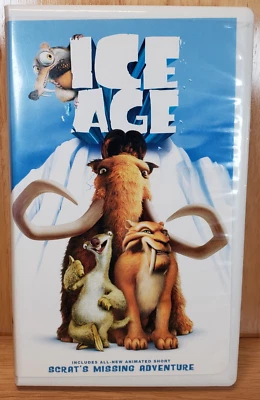 ICE
AGE
INCLUDES ALL-NEW ANIMATED SHORT
SCRAT'S MISSING ADVENTURE